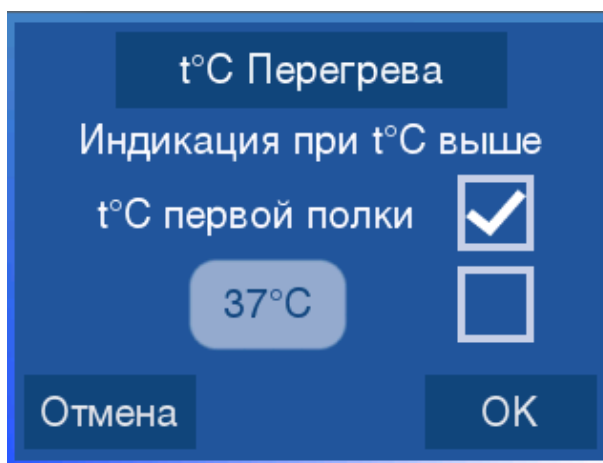 t°C Перегрева
Индикация при t°C выше
t°C первой полки
37°C
Отмена OK